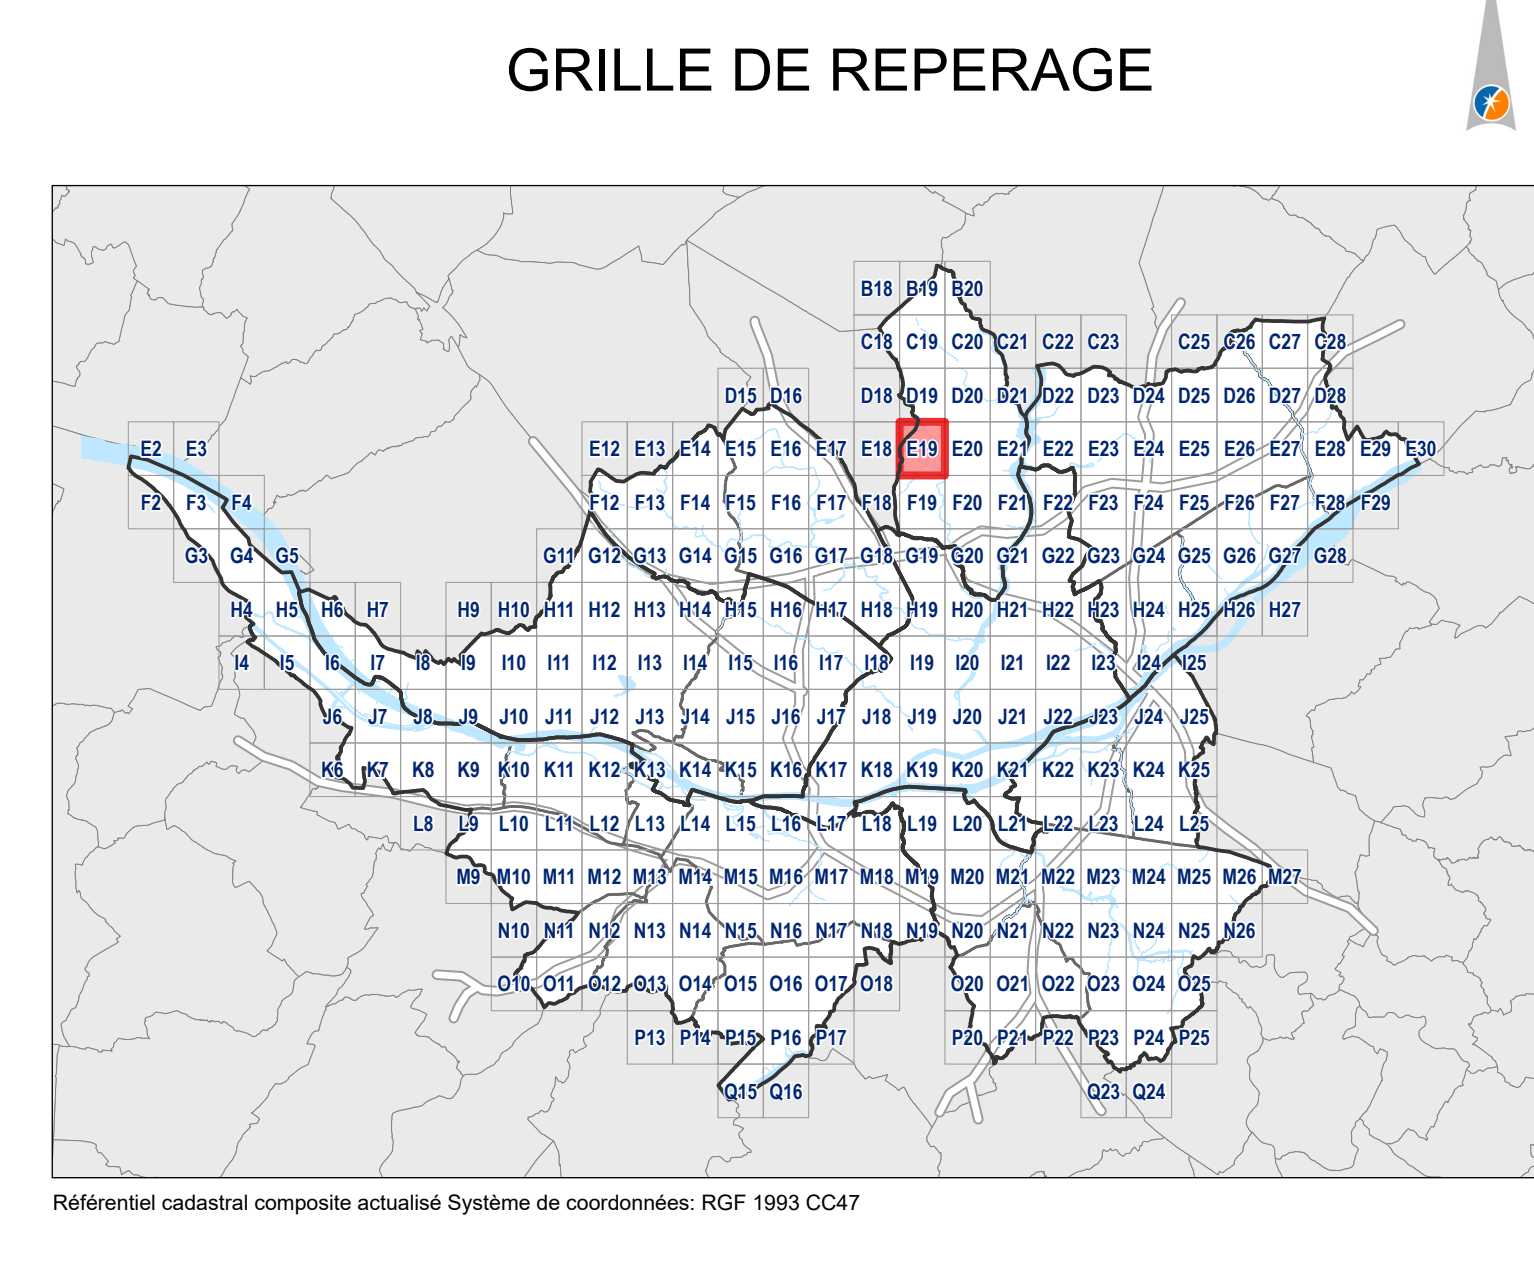 GRILLE DE REPERAGE
B18 B19 B20
C18 C19 C20 C21 C22 C23 C25 C26 C27 C28
D15 D16 D18 D19 D20 D21 D22 D23 D24 D25 D26 D27 D28
E2 E3 E12 E13 E14 E15 E16 E17 E18 E19 E20 E21 E22 E23 E24 E25 E26 E27 E28 E29 E30
F2 F3 F4 F12 F13 F14 F15 F16 F17 F18 F19 F20 F21 F22 F23 F24 F25 F26 F27 F28 F29
G3 G4 G5 G11 G12 G13 G14 G15 G16 G17 G18 G19 G20 G21 G22 G23 G24 G25 G26 G27 G28
H4 H5 H6 H7 H9 H10 H11 H12 H13 H14 H15 H16 H17 H18 H19 H20 H21 H22 H23 H24 H25 H26 H27
I4 I5 I6 I7 I8 I9 I10 I11 I12 I13 I14 I15 I16 I17 I18 I19 I20 I21 I22 I23 I24 I25
J6 J7 J8 J9 J10 J11 J12 J13 J14 J15 J16 J17 J18 J19 J20 J21 J22 J23 J24 J25
K6 K7 K8 K9 K10 K11 K12 K13 K14 K15 K16 K17 K18 K19 K20 K21 K22 K23 K24 K25
L8 L9 L10 L11 L12 L13 L14 L15 L16 L17 L18 L19 L20 L21 L22 L23 L24 L25
M9 M10 M11 M12 M13 M14 M15 M16 M17 M18 M19 M20 M21 M22 M23 M24 M25 M26 M27
N10 N11 N12 N13 N14 N15 N16 N17 N18 N19 N20 N21 N22 N23 N24 N25 N26
O10 O11 O12 O13 O14 O15 O16 O17 O18 O20 O21 O22 O23 O24 O25
P13 P14 P15 P16 P17 P20 P21 P22 P23 P24 P25
Q15 Q16 Q23 Q24
Référentiel cadastral composite actualisé Système de coordonnées: RGF 1993 CC47